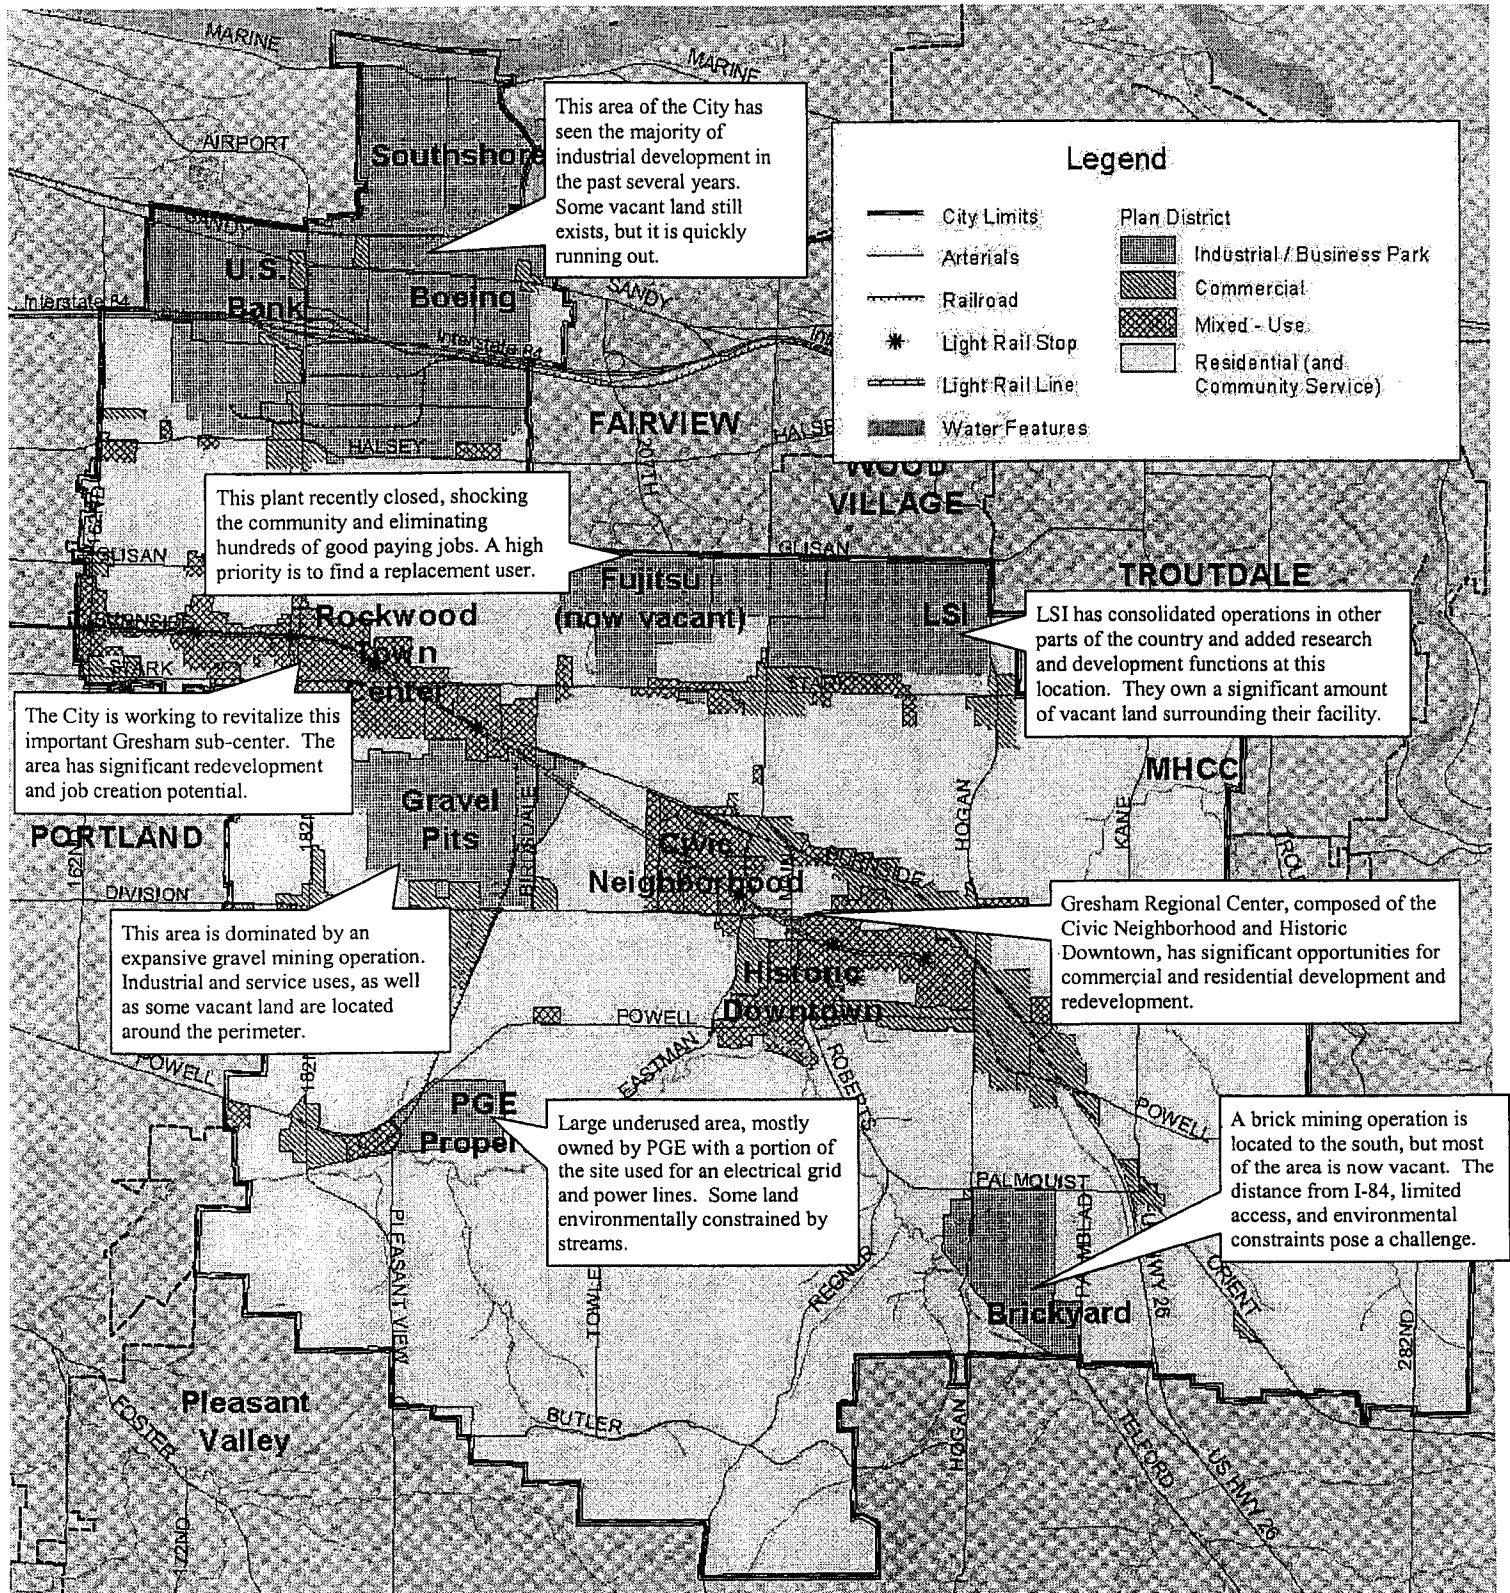 MARINE
MARINE
This area of the City has
seen the majority of
industrial development in
the past several years.
Some vacant land still
exists, but it is quickly
running out.
AIRPORT
Southshore
Legend
City Limits
Arterials
Railroad
Light Rail Stop
Light Rail Line
Water Features
Plan District
Industrial / Business Park
Commercial
Mixed - Use
Residential (and
Community Service)
SANDY
U.S.
Bank
Boeing
SANDY
Interstate 84
Interstate 84
FAIRVIEW
HALSEY
HALSE
207TH
WOOD
VILLAGE
This plant recently closed, shocking
the community and eliminating
hundreds of good paying jobs. A high
priority is to find a replacement user.
GLISAN
GLISAN
Fujitsu
(now vacant)
LSI
TROUTDALE
Rockwood
Town
Center
LSI has consolidated operations in other
parts of the country and added research
and development functions at this
location. They own a significant amount
of vacant land surrounding their facility.
The City is working to revitalize this
important Gresham sub-center. The
area has significant redevelopment
and job creation potential.
MHCC
Gravel
Pits
PORTLAND
BIRDSDALE
HOGAN
KANE
Civic
Neighborhood
DIVISION
This area is dominated by an
expansive gravel mining operation.
Industrial and service uses, as well
as some vacant land are located
around the perimeter.
Gresham Regional Center, composed of the
Civic Neighborhood and Historic
Downtown, has significant opportunities for
commercial and residential development and
redevelopment.
Historic
Downtown
POWELL
POWELL
EASTMAN
ROBERTS
PGE
Proper
Large underused area, mostly
owned by PGE with a portion of
the site used for an electrical grid
and power lines. Some land
environmentally constrained by
streams.
POWELL
A brick mining operation is
located to the south, but most
of the area is now vacant. The
distance from I-84, limited
access, and environmental
constraints pose a challenge.
PALMQUIST
PLEASANT VIEW
TOWLE
REGNER
ORIENT
Brickyard
282ND
Pleasant
Valley
FOSTER
BUTLER
HOGAN
TELFORD
US HWY 26
172ND